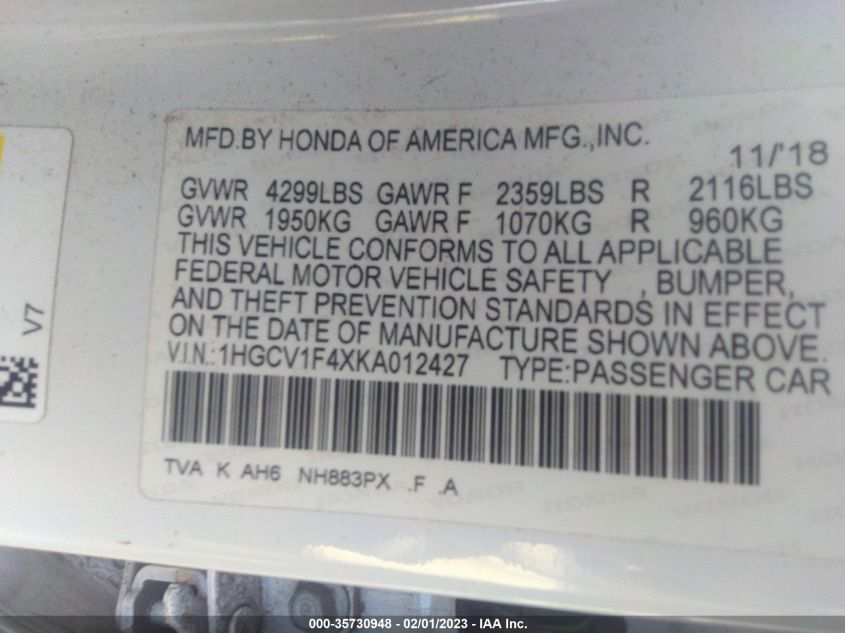 MFD.BY HONDA OF AMERICA MFG.,INC. 11/'18
GVWR 4299LBS GAWR F 2359LBS R 2116LBS
GVWR 1950KG GAWR F 1070KG R 960KG
THIS VEHICLE CONFORMS TO ALL APPLICABLE
FEDERAL MOTOR VEHICLE SAFETY , BUMPER,
AND THEFT PREVENTION STANDARDS IN EFFECT
ON THE DATE OF MANUFACTURE SHOWN ABOVE.
V.I.N.:1HGCV1F4XKA012427 TYPE:PASSENGER CAR
TVA K AH6 NH883PX .F .A
V7
000-35730948 - 02/01/2023 - IAA Inc.